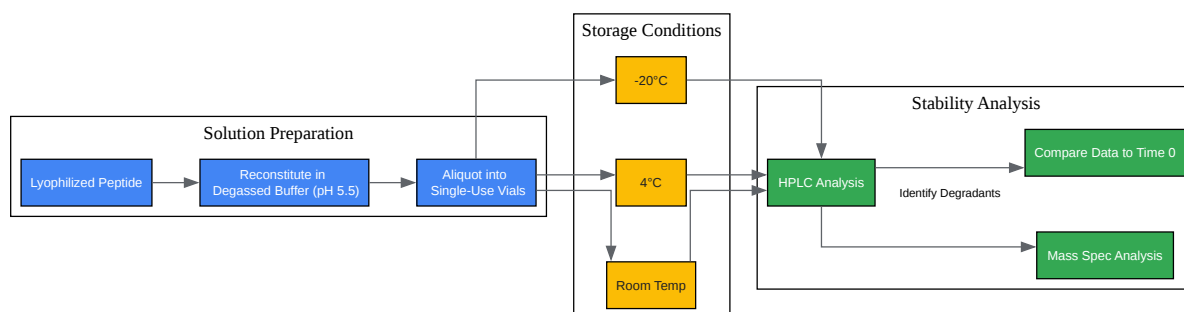 Storage Conditions
-20°C
Stability Analysis
Solution Preparation
Compare Data to Time 0
Lyophilized Peptide
Reconstitute in
Degassed Buffer (pH 5.5)
Aliquot into
Single-Use Vials
4°C
HPLC Analysis
Identify Degradants
Mass Spec Analysis
Room Temp